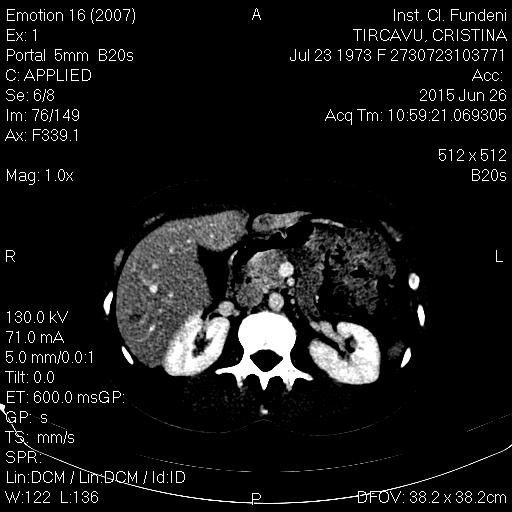 Emotion 16 (2007)
Ex: 1
Portal 5mm B20s
C: APPLIED
Se: 6/8
Im: 76/149
Ax: F339.1
Mag: 1.0x
A
Inst. Cl. Fundeni
TIRCAVU, CRISTINA
Jul 23 1973 F 2730723103771
Acc:
2015 Jun 26
Acq Tm: 10:59:21.069305
512 x 512
B20s
R
L
130.0 kV
71.0 mA
5.0 mm/0.0:1
Tilt: 0.0
ET: 600.0 msGP:
GP: s
TS: mm/s
SPR:
Lin:DCM / Lin:DCM / Id:ID
W:122 L:136
P
DFOV: 38.2 x 38.2cm